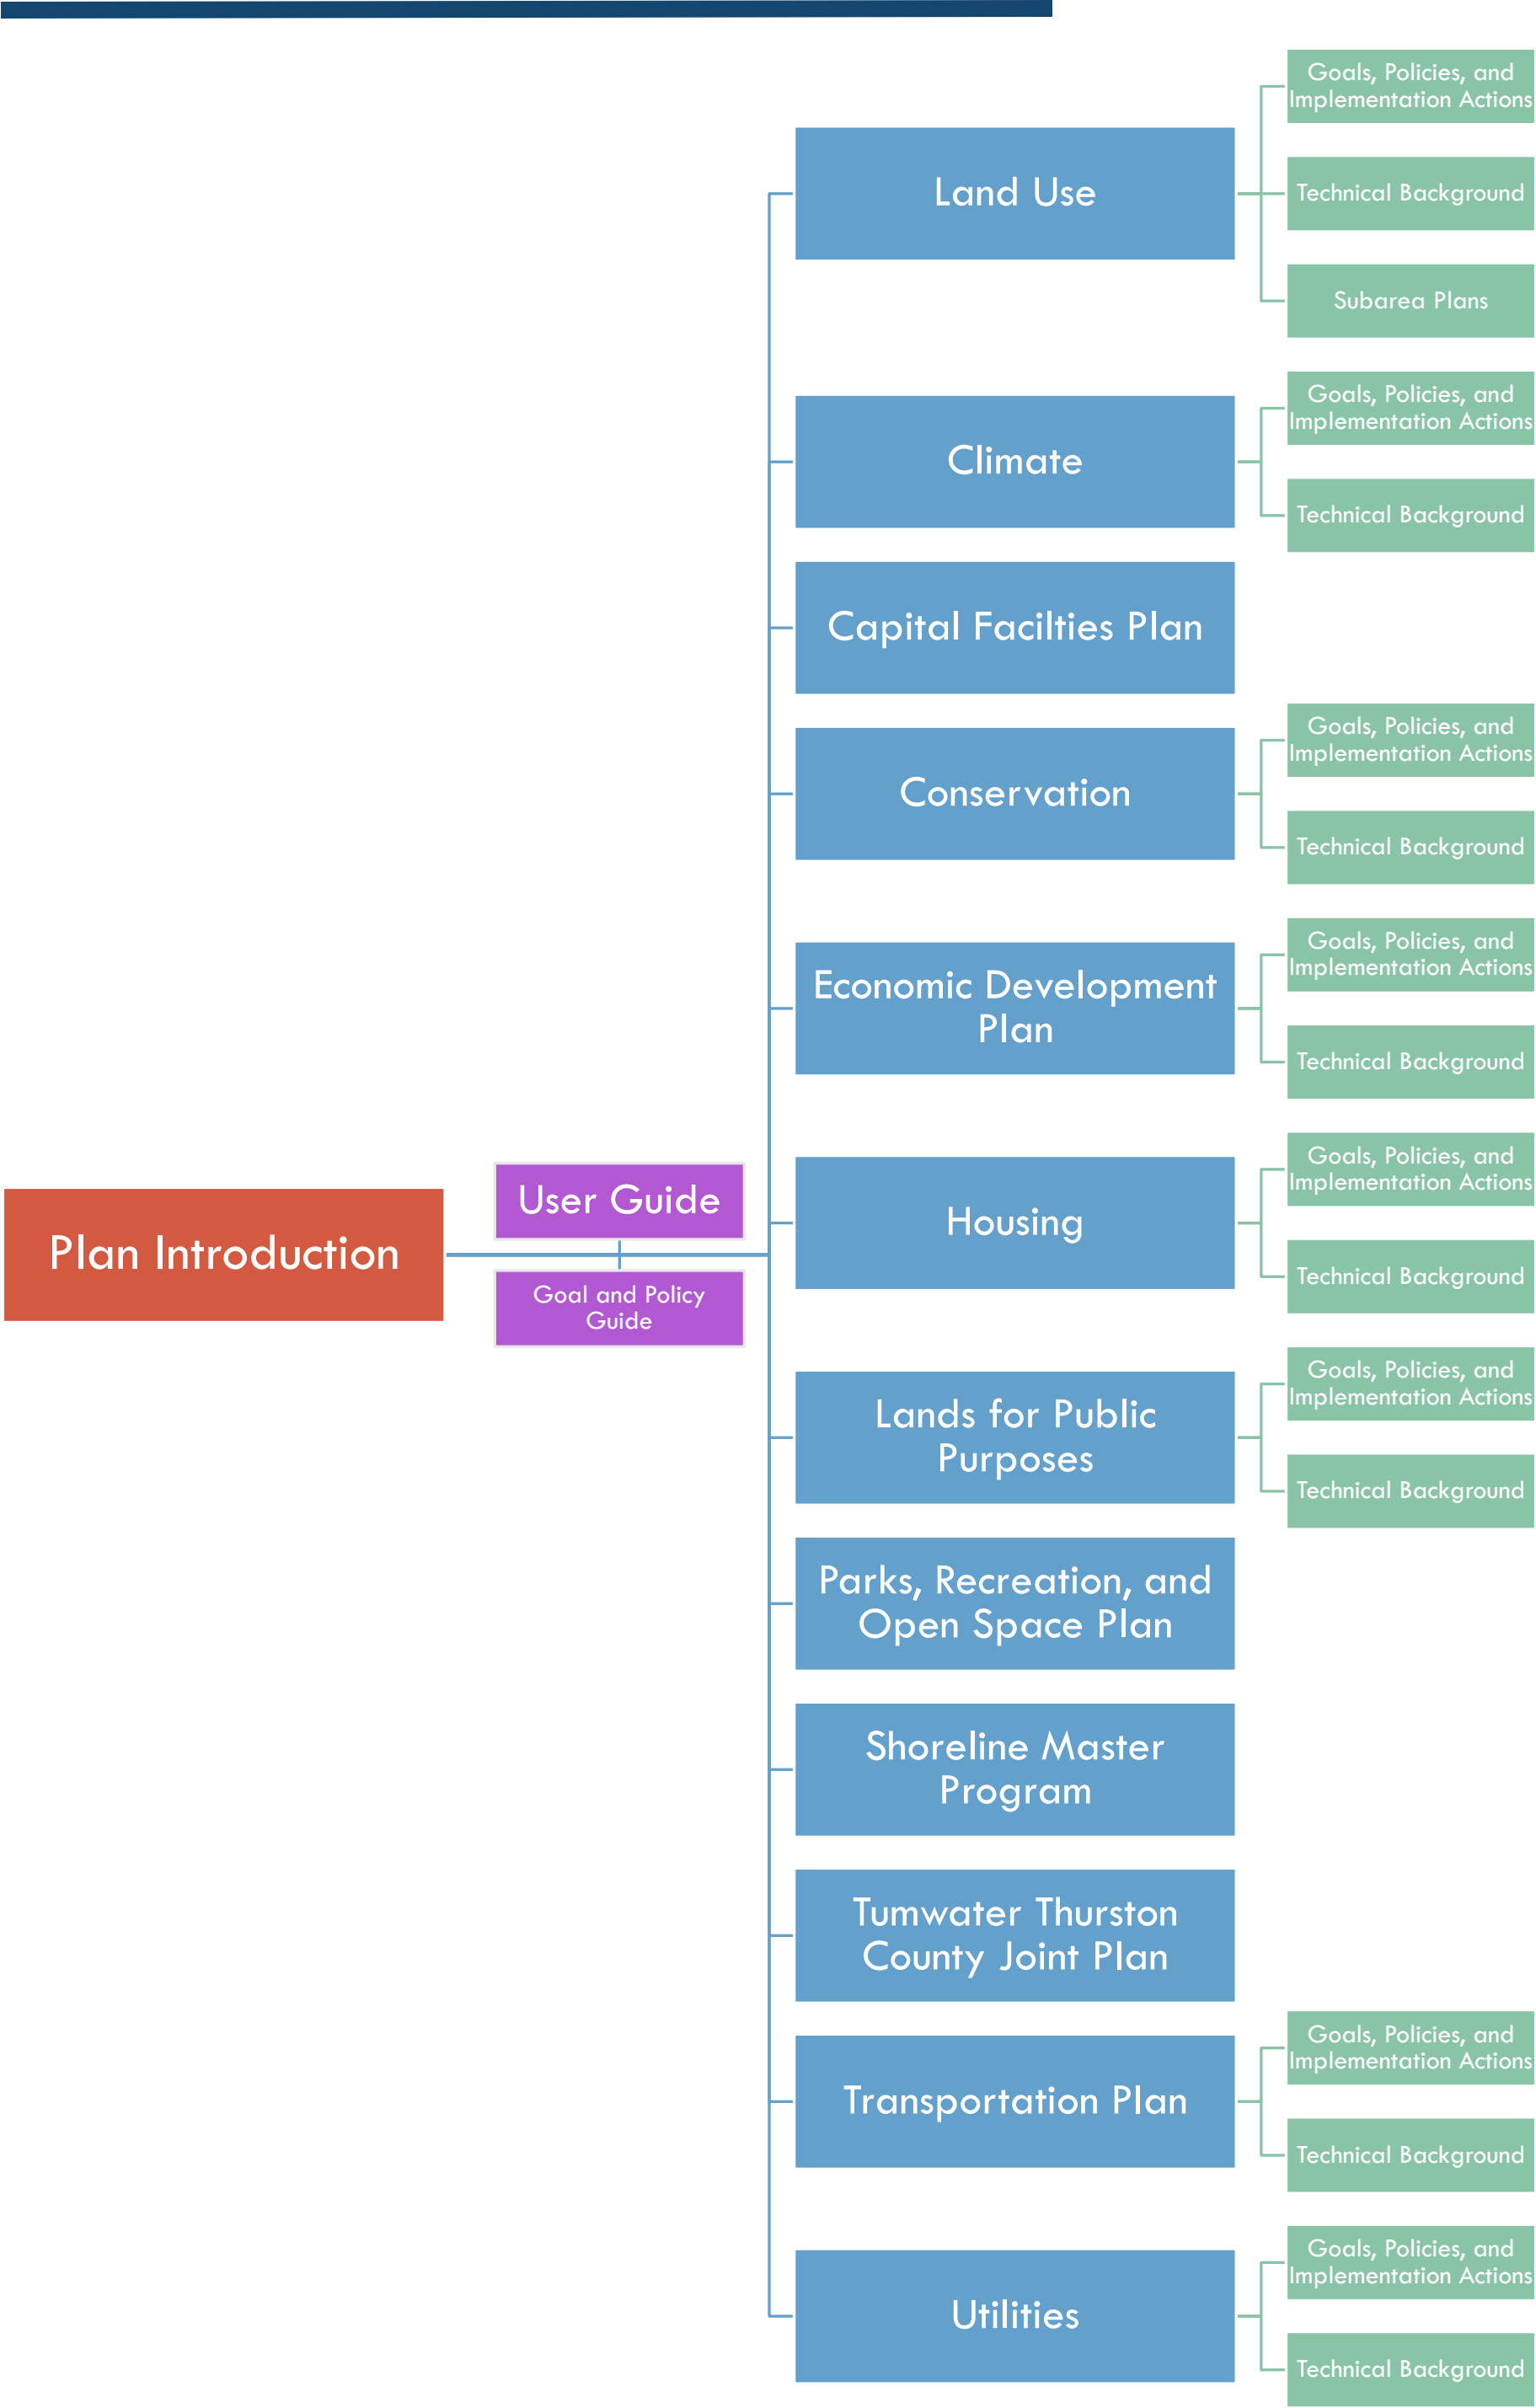 Plan Introduction
User Guide
Goal and Policy
Guide
Land Use
Goals, Policies, and
Implementation Actions
Technical Background
Subarea Plans
Climate
Goals, Policies, and
Implementation Actions
Technical Background
Capital Facilties Plan
Conservation
Goals, Policies, and
Implementation Actions
Technical Background
Economic Development
Plan
Goals, Policies, and
Implementation Actions
Technical Background
Housing
Goals, Policies, and
Implementation Actions
Technical Background
Lands for Public
Purposes
Goals, Policies, and
Implementation Actions
Technical Background
Parks, Recreation, and
Open Space Plan
Shoreline Master
Program
Tumwater Thurston
County Joint Plan
Transportation Plan
Goals, Policies, and
Implementation Actions
Technical Background
Utilities
Goals, Policies, and
Implementation Actions
Technical Background